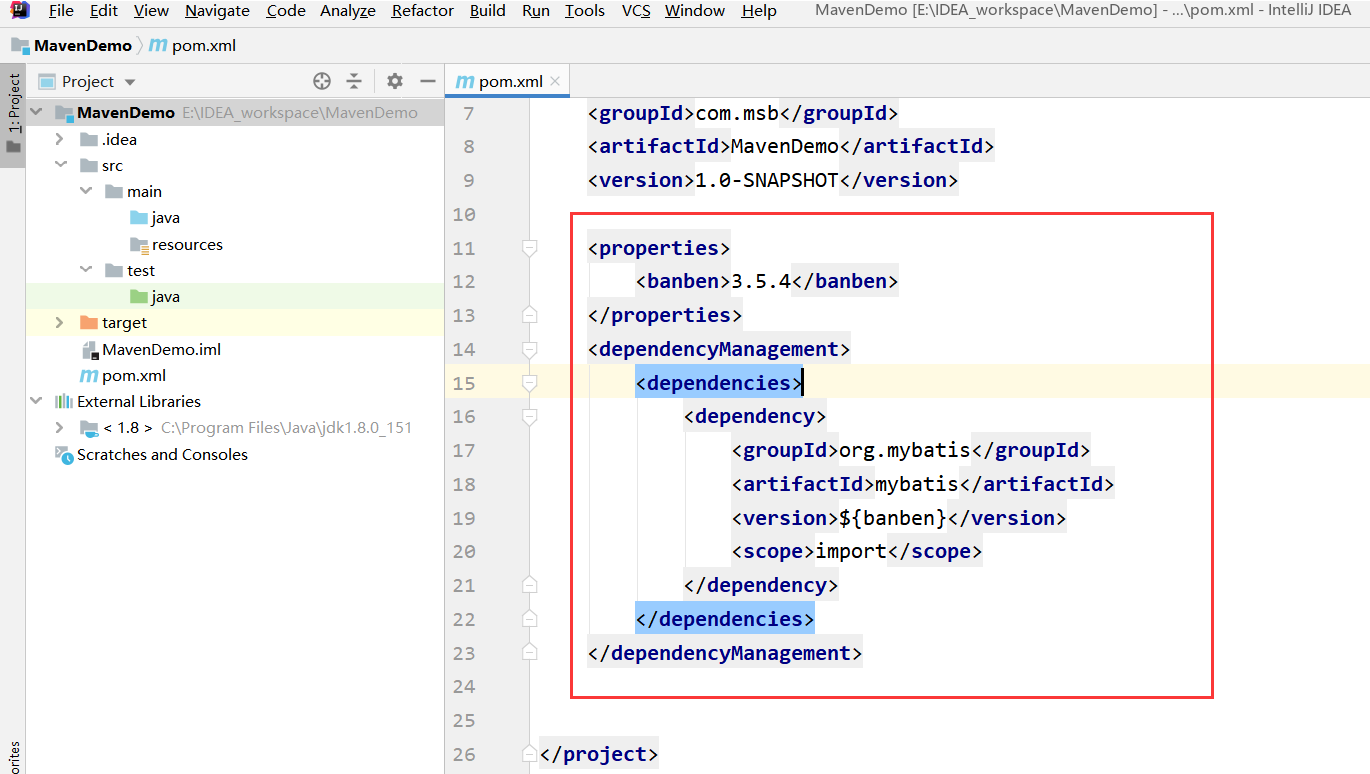 File Edit View Navigate Code Analyze Refactor Build Run Tools VCS Window Help MavenDemo [E:\IDEA_workspace\MavenDemo] - ...\pom.xml - IntelliJ IDEA
MavenDemo pom.xml
1: Project
Project
pom.xml
MavenDemo E:\IDEA_workspace\MavenDemo
.idea
src
main
java
resources
test
java
target
MavenDemo.iml
pom.xml
External Libraries
< 1.8 > C:\Program Files\Java\jdk1.8.0_151
Scratches and Consoles
7 <groupId>com.msb</groupId>
8 <artifactId>MavenDemo</artifactId>
9 <version>1.0-SNAPSHOT</version>
10
11 <properties>
12 <banben>3.5.4</banben>
13 </properties>
14 <dependencyManagement>
15 <dependencies>
16 <dependency>
17 <groupId>org.mybatis</groupId>
18 <artifactId>mybatis</artifactId>
19 <version>${banben}</version>
20 <scope>import</scope>
21 </dependency>
22 </dependencies>
23 </dependencyManagement>
24
25
26 </project>